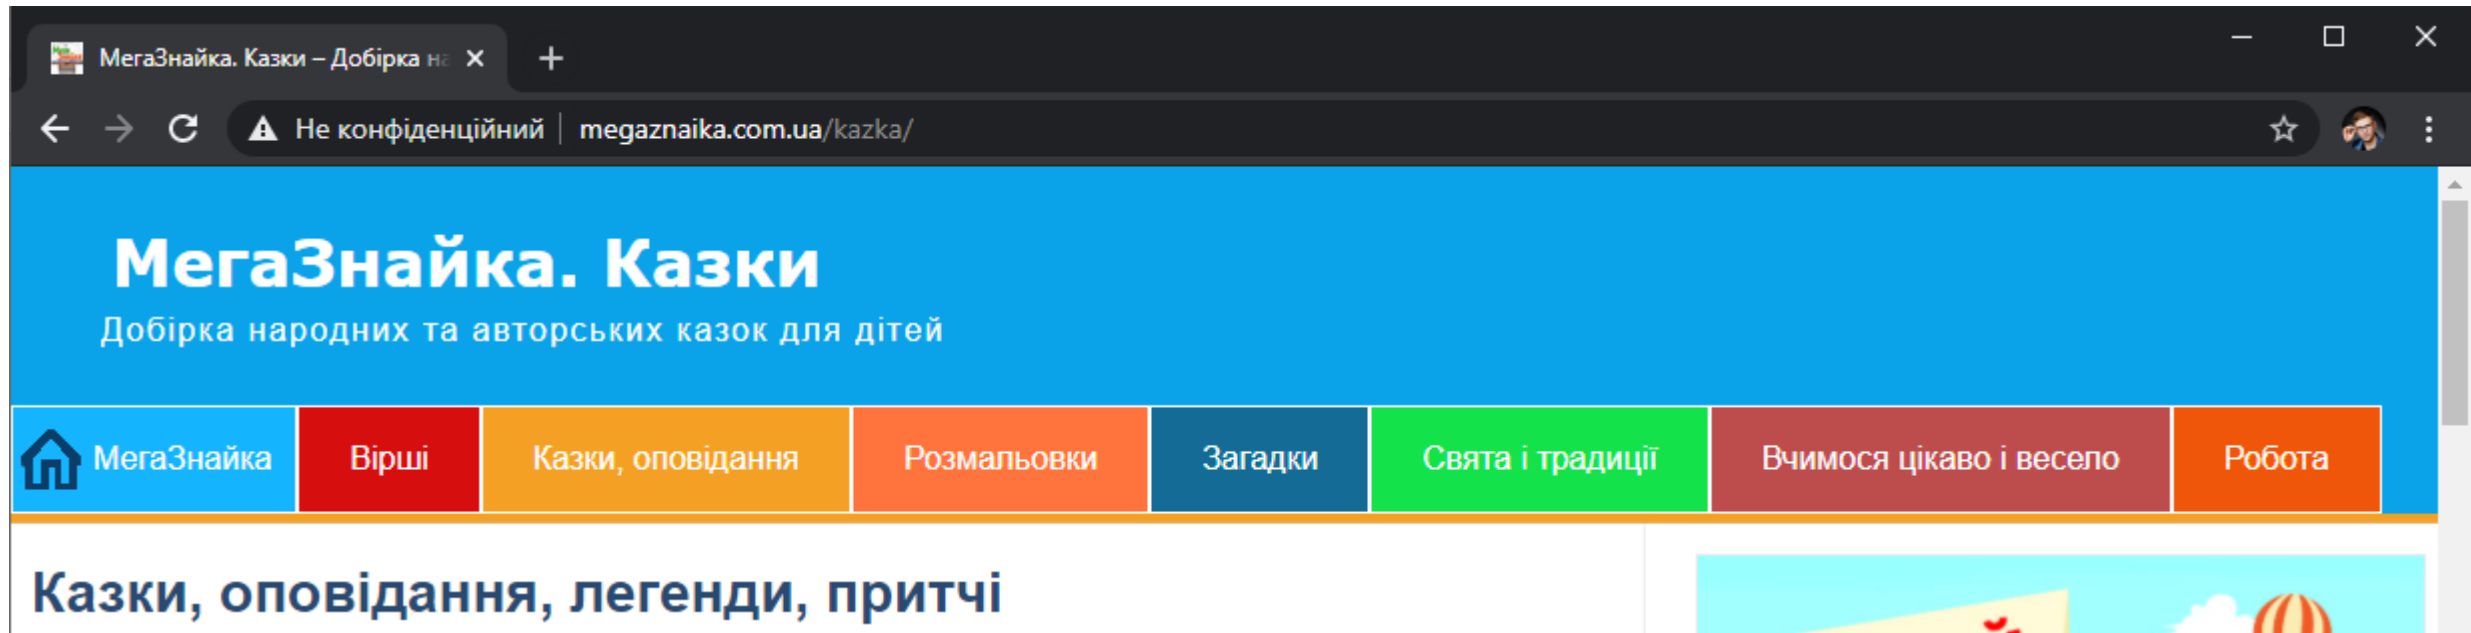 МегаЗнайка. Казки – Добірка на
Не конфіденційний megaznaika.com.ua/kazka/
МегаЗнайка. Казки
Добірка народних та авторських казок для дітей
МегаЗнайка Вірші Казки, оповідання Розмальовки Загадки Свята і традиції Вчимося цікаво і весело Робота
Казки, оповідання, легенди, притчі